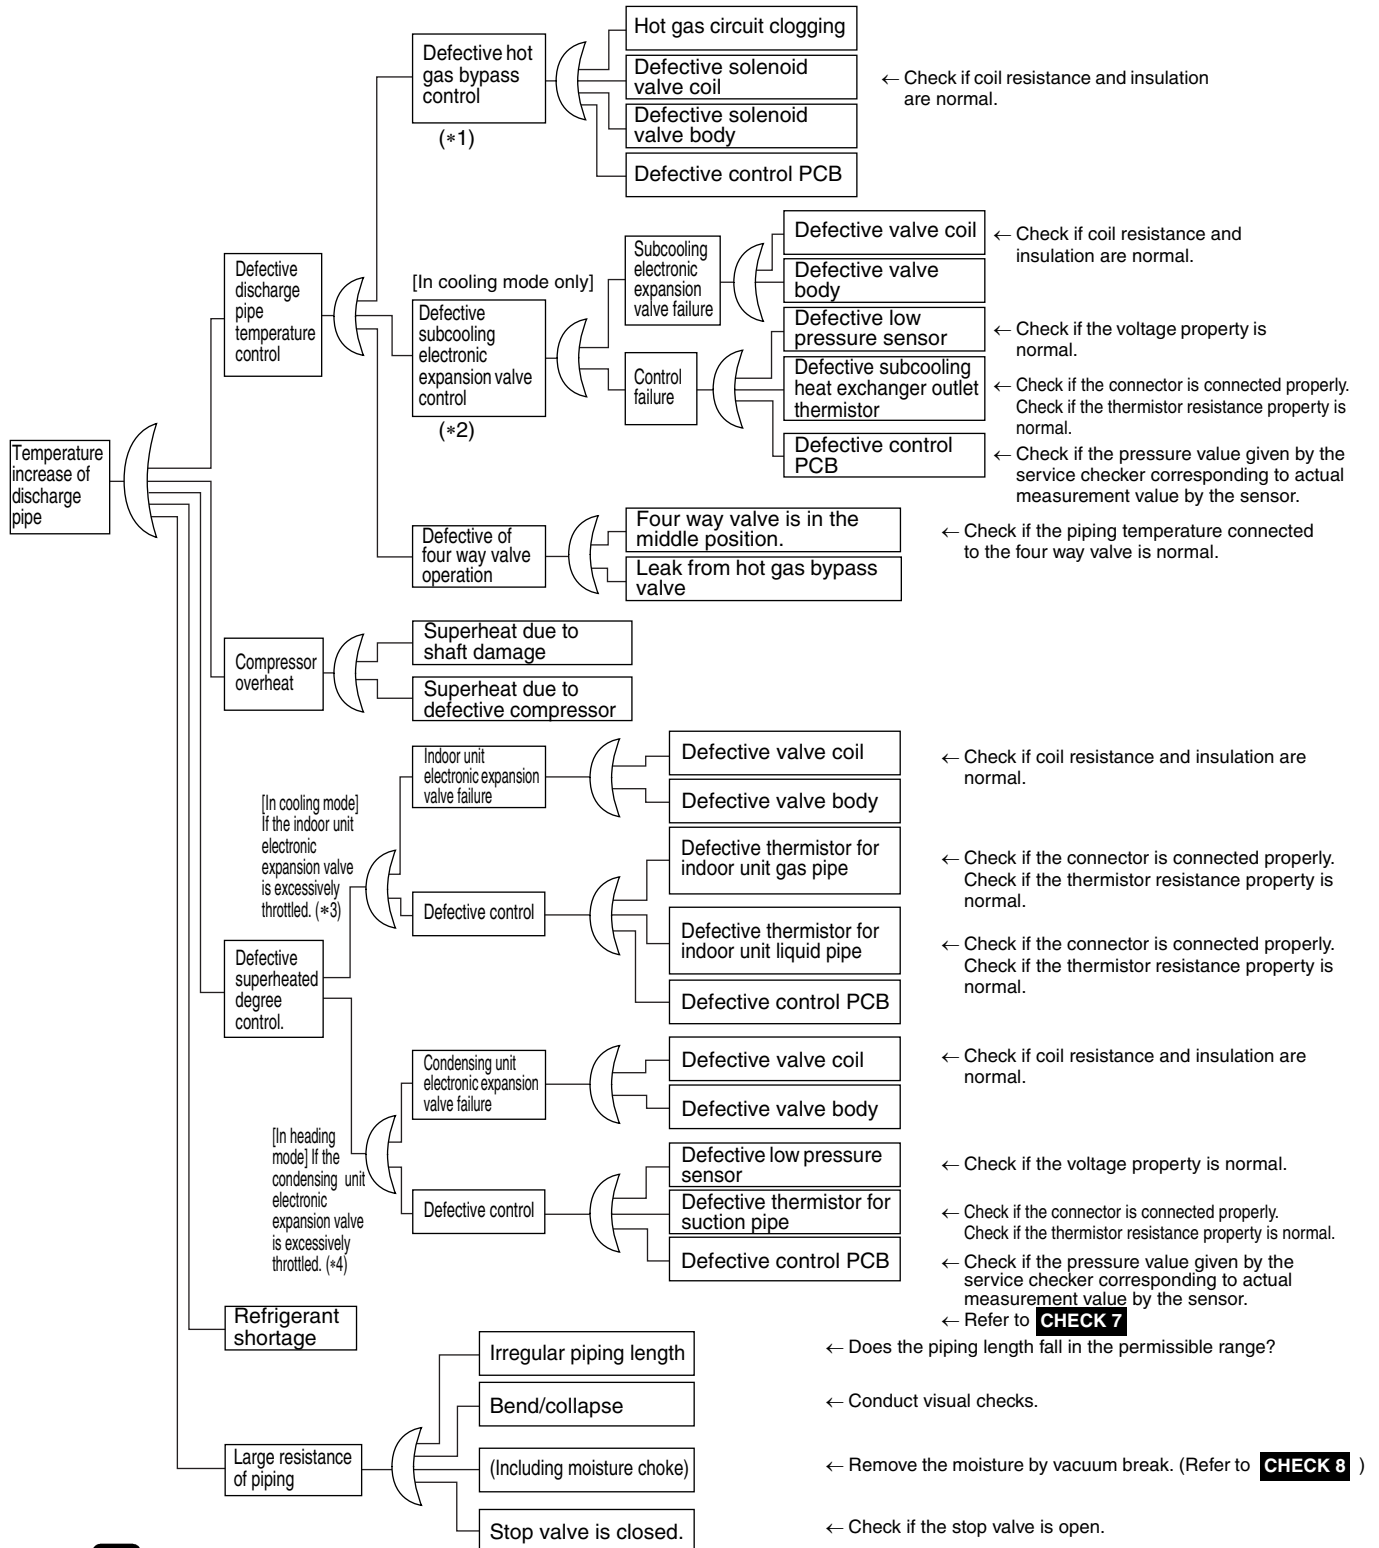 Hot gas circuit clogging
Defective hot
gas bypass
control
(*1)
Defective solenoid
valve coil
← Check if coil resistance and insulation
are normal.
Defective solenoid
valve body
Defective control PCB
Defective
discharge
pipe
temperature
control
[In cooling mode only]
Defective
subcooling
electronic
expansion valve
control
(*2)
Subcooling
electronic
expansion
valve failure
Defective valve coil
← Check if coil resistance and
insulation are normal.
Defective valve
body
Control
failure
Defective low
pressure sensor
← Check if the voltage property is
normal.
Defective subcooling
heat exchanger outlet
thermistor
← Check if the connector is connected properly.
Check if the thermistor resistance property is
normal.
Defective control
PCB
← Check if the pressure value given by the
service checker corresponding to actual
measurement value by the sensor.
Temperature
increase of
discharge
pipe
Defective of
four way valve
operation
Four way valve is in the
middle position.
← Check if the piping temperature connected
to the four way valve is normal.
Leak from hot gas bypass
valve
Compressor
overheat
Superheat due to
shaft damage
Superheat due to
defective compressor
[In cooling mode]
If the indoor unit
electronic
expansion valve
is excessively
throttled. (*3)
Indoor unit
electronic expansion
valve failure
Defective valve coil
← Check if coil resistance and insulation are
normal.
Defective valve body
Defective control
Defective thermistor for
indoor unit gas pipe
← Check if the connector is connected properly.
Check if the thermistor resistance property is
normal.
Defective thermistor for
indoor unit liquid pipe
← Check if the connector is connected properly.
Check if the thermistor resistance property is
normal.
Defective control PCB
Defective
superheated
degree
control.
Condensing unit
electronic expansion
valve failure
Defective valve coil
← Check if coil resistance and insulation are
normal.
Defective valve body
[In heading
mode] If the
condensing unit
electronic
expansion valve
is excessively
throttled. (*4)
Defective control
Defective low pressure
sensor
← Check if the voltage property is normal.
Defective thermistor for
suction pipe
← Check if the connector is connected properly.
Check if the thermistor resistance property is normal.
Defective control PCB
← Check if the pressure value given by the
service checker corresponding to actual
measurement value by the sensor.
Refrigerant
shortage
← Refer to CHECK 7
Large resistance
of piping
Irregular piping length
← Does the piping length fall in the permissible range?
Bend/collapse
← Conduct visual checks.
(Including moisture choke)
← Remove the moisture by vacuum break. (Refer to CHECK 8 )
Stop valve is closed.
← Check if the stop valve is open.